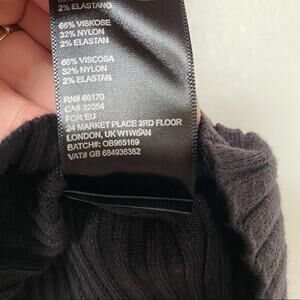 2% ELASTANO
66% VISKOSE
32% NYLON
2% ELASTAN
66% VISCOSA
32% NYLON
2% ELASTAN
RN# 66170
CA# 32054
FOR EU
24 MARKET PLACE 2RD FLOOR
LONDON, UK W1W8AN
BATCH#: OB965169
VAT# GB 684936382